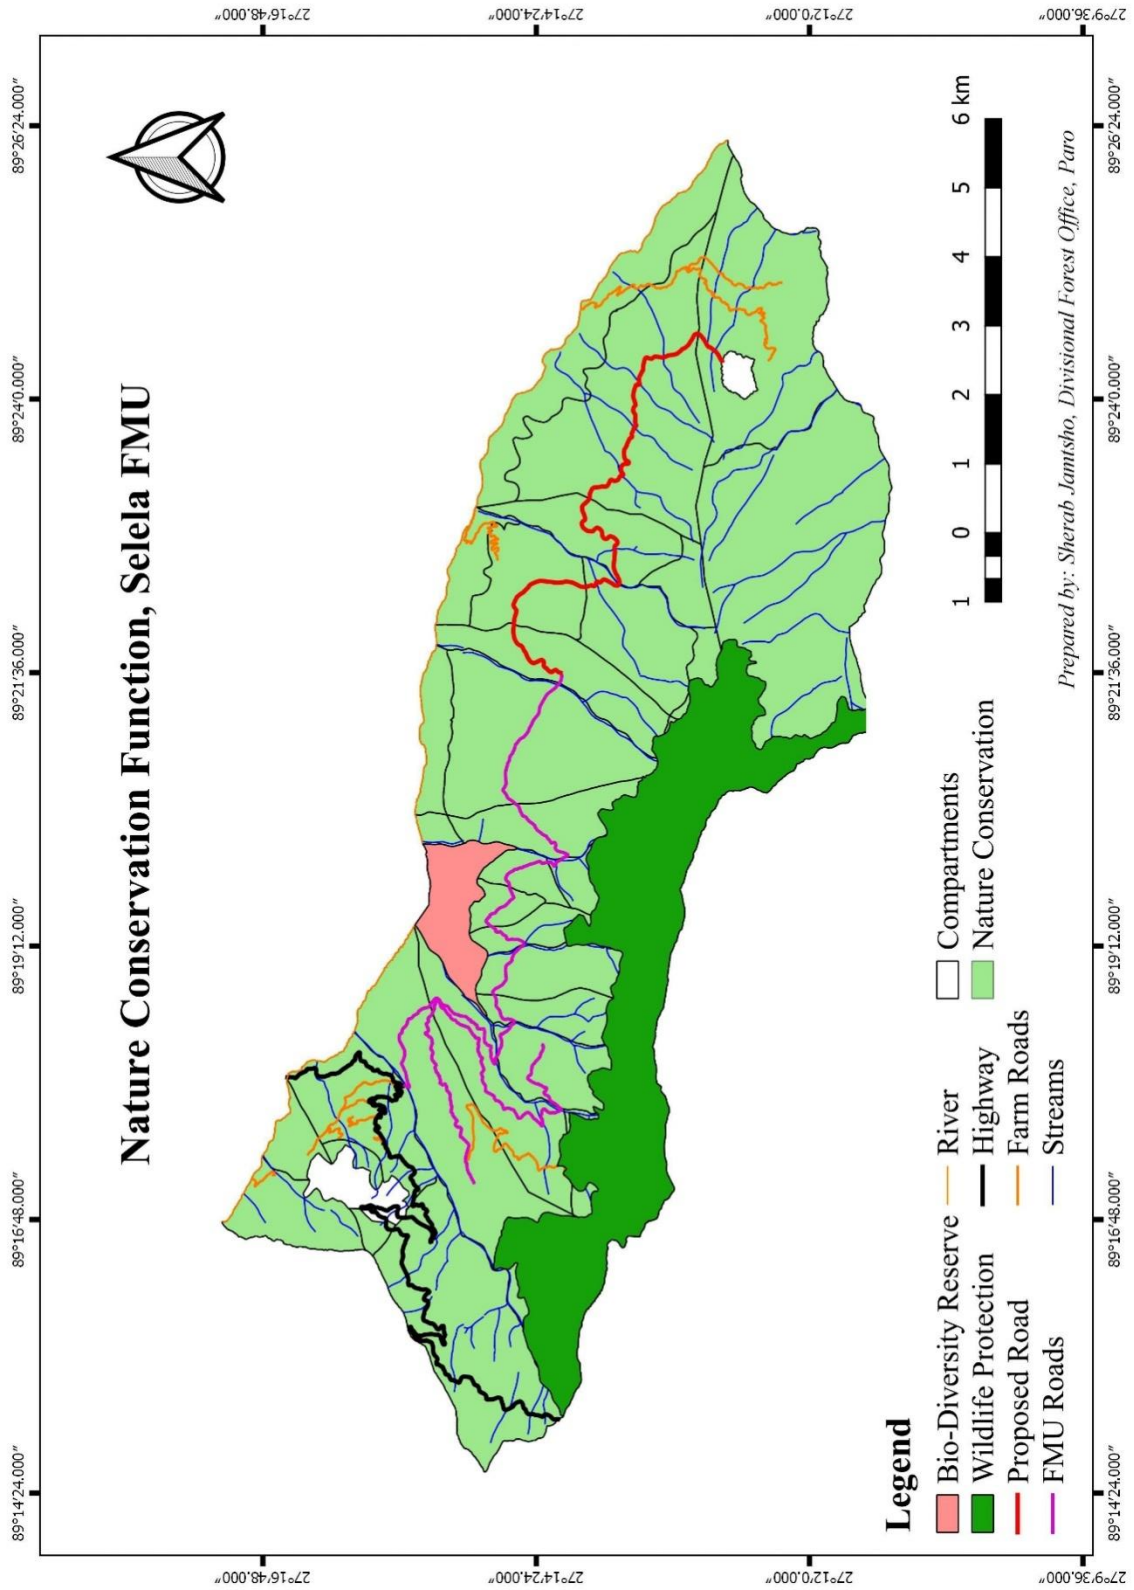 Nature Conservation Function, Selela FMU
89°14'24.000"
89°16'48.000"
89°19'12.000"
89°21'36.000"
89°24'0.000"
89°26'24.000"
27°16'48.000"
27°14'24.000"
27°12'0.000"
27°9'36.000"
27°16'48.000"
27°14'24.000"
27°12'0.000"
27°9'36.000"
Legend
Bio-Diversity Reserve
Wildlife Protection
Proposed Road
FMU Roads
River
Highway
Farm Roads
Streams
Compartments
Nature Conservation
1 0 1 2 3 4 5 6 km
Prepared by: Sherab Jamtsho, Divisional Forest Office, Paro
89°14'24.000"
89°16'48.000"
89°19'12.000"
89°21'36.000"
89°24'0.000"
89°26'24.000"